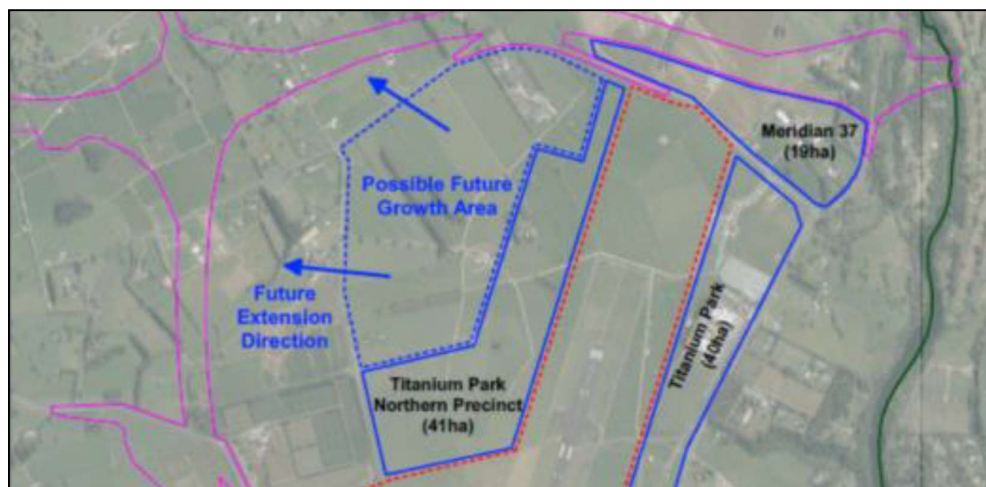 Meridian 37
(19ha)
Possible Future
Growth Area
Future
Extension
Direction
Titanium Park
Northern Precinct
(41ha)
Titanium Park
(40ha)